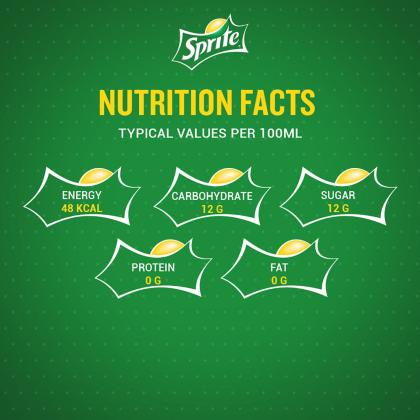 Sprite
NUTRITION FACTS
TYPICAL VALUES PER 100ML
ENERGY
48 KCAL
CARBOHYDRATE
12 G
SUGAR
12 G
PROTEIN
0 G
FAT
0 G